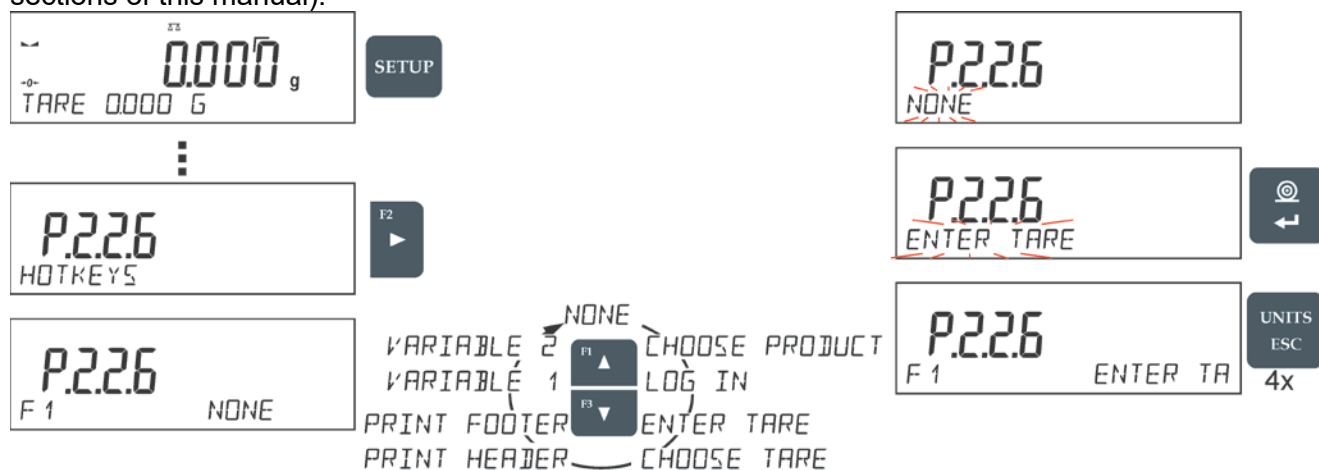 sections of this manual).
0.000 g
TARE 0.000 G
SETUP
P.2.2.6
HOTKEYS
F2
P.2.2.6
F1 NONE
NONE
VARIABLE 2 F1 CHOOSE PRODUCT
VARIABLE 1 LOG IN
PRINT FOOTER F3 ENTER TARE
PRINT HEADER CHOOSE TARE
P.2.2.6
NONE
P.2.2.6
ENTER TARE
P.2.2.6
F1 ENTER TA
UNITS
ESC
4x